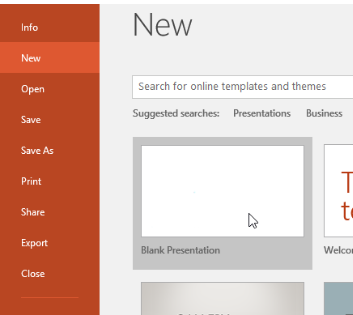 Info
New
Open
Save
Save As
Print
Share
Export
Close
New
Search for online templates and themes
Suggested searches: Presentations Business
Blank Presentation